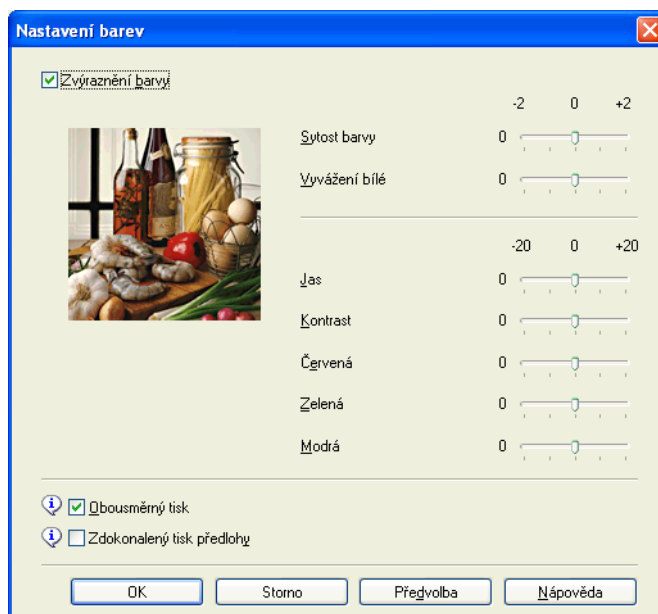 Nastavení barev
Zvýraznění barvy
-2 0 +2
Sytost barvy 0
Vyvážení bílé 0
-20 0 +20
Jas 0
Kontrast 0
Červená 0
Zelená 0
Modrá 0
Obousměrný tisk
Zdokonalený tisk předlohy
OK Storno Předvolba Nápověda